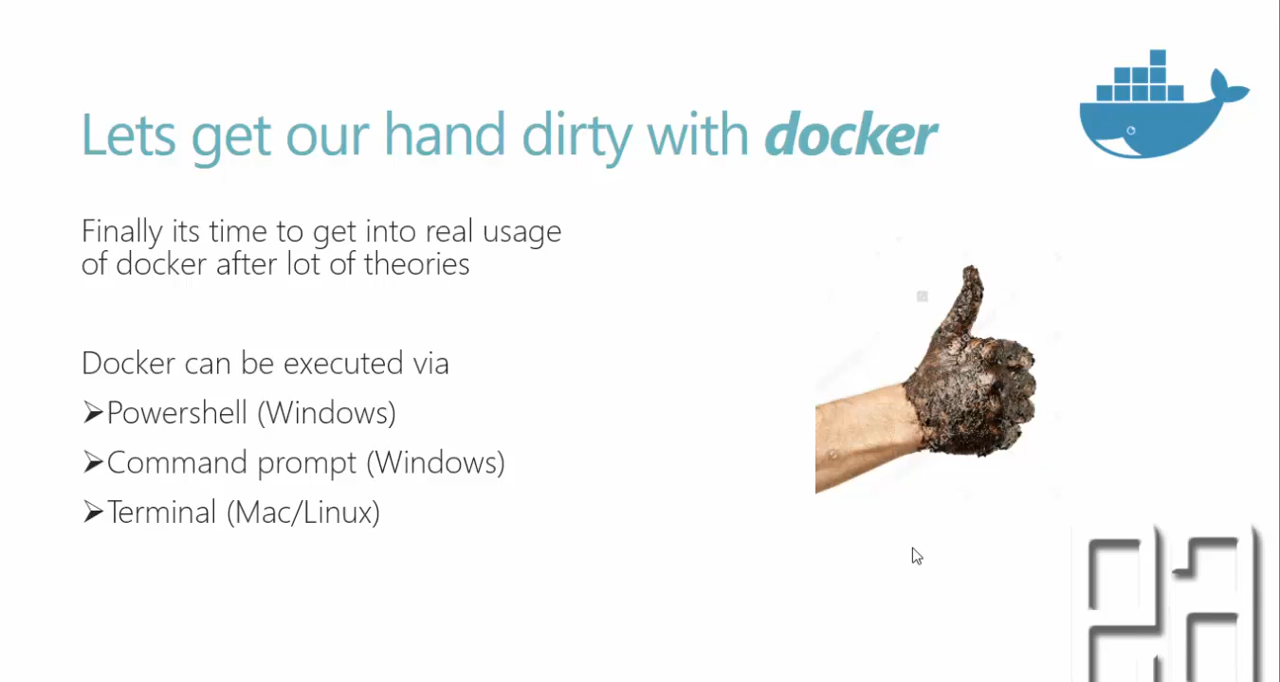 Lets get our hand dirty with docker
Finally its time to get into real usage
of docker after lot of theories
Docker can be executed via
➢Powershell (Windows)
➢Command prompt (Windows)
➢Terminal (Mac/Linux)